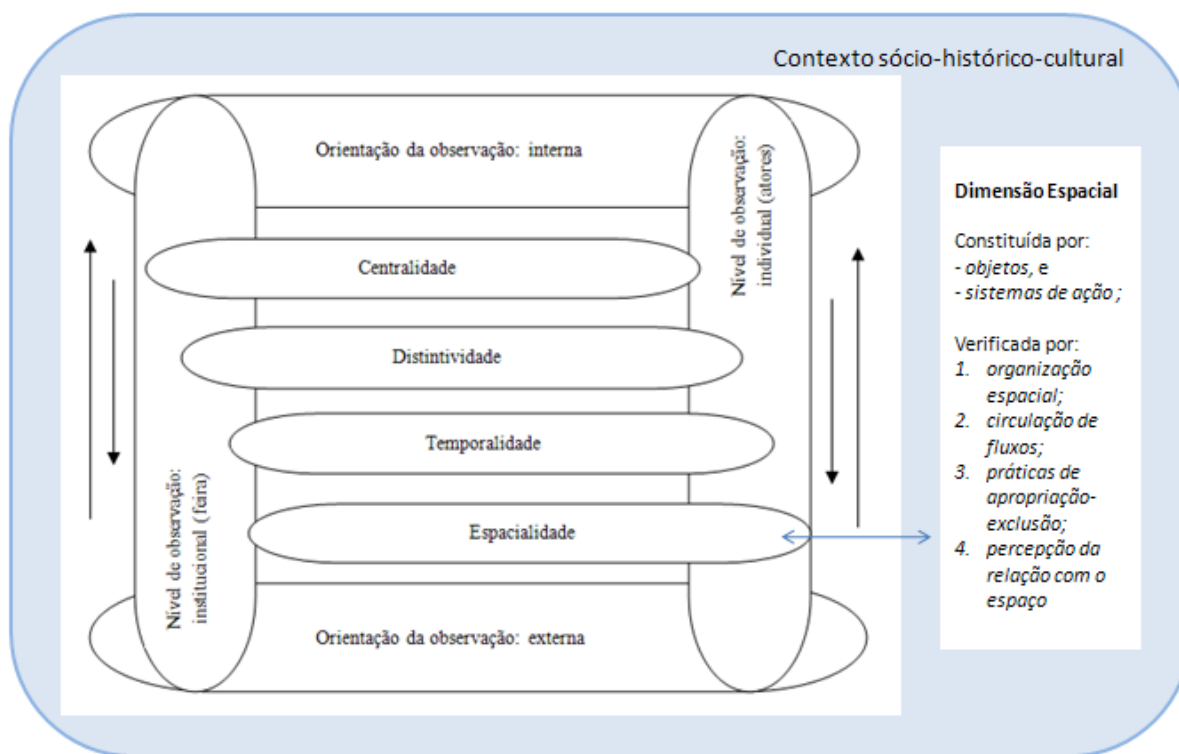 Contexto sócio-histórico-cultural
Orientação da observação: interna
Nível de observação:
individual (atores)
Centralidade
Distintividade
Temporalidade
Espacialidade
Nível de observação:
institucional (feira)
Orientação da observação: externa
Dimensão Espacial
Constituída por:
- objetos, e
- sistemas de ação ;
Verificada por:
1. organização
espacial;
2. circulação de
fluxos;
3. práticas de
apropriação-
exclusão;
4. percepção da
relação com o
espaço